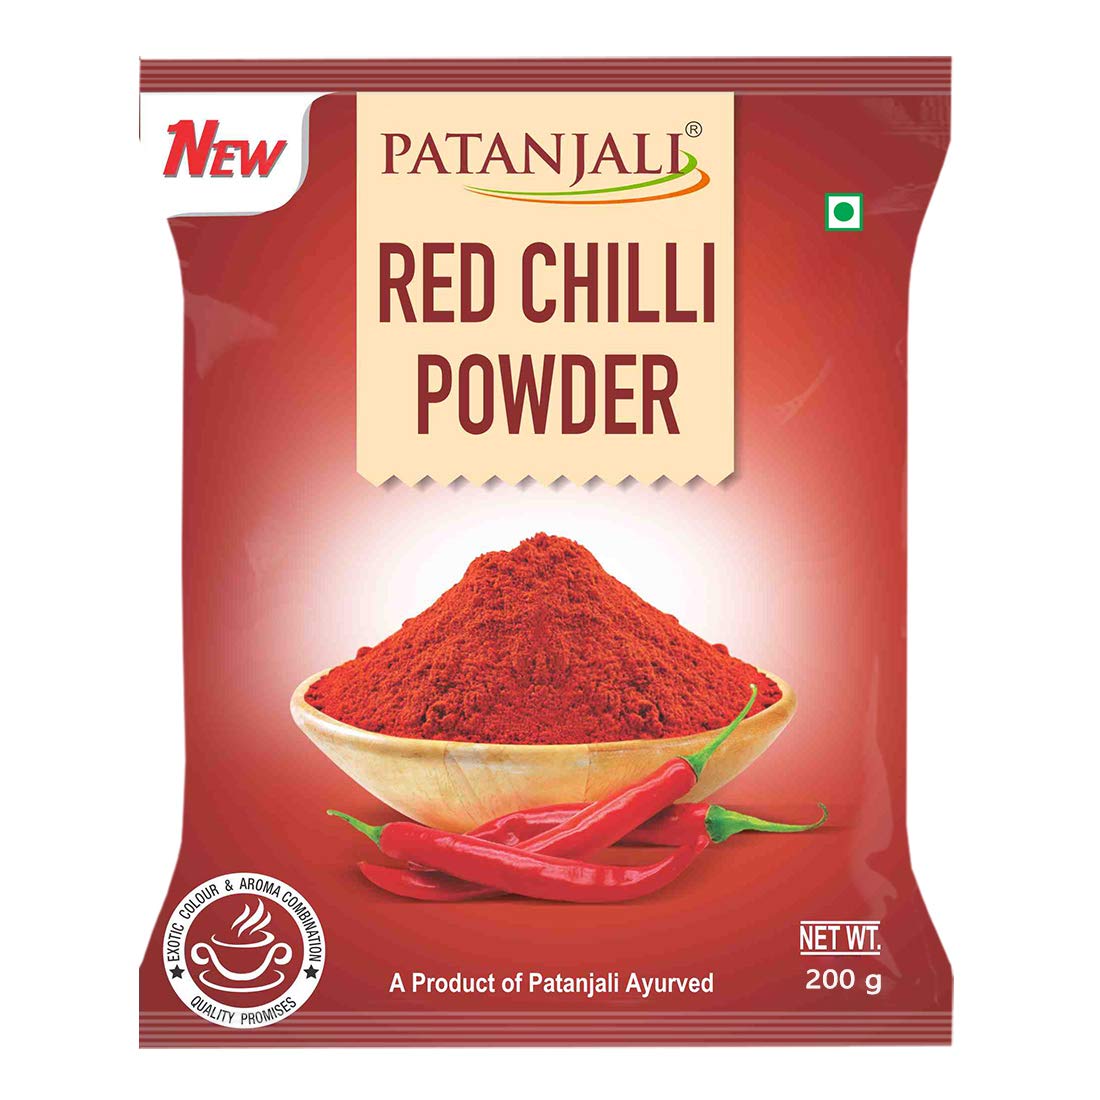 NEW
PATANJALI®
RED CHILLI
POWDER
EXOTIC COLOUR & AROMA COMBINATION
QUALITY PROMISES
A Product of Patanjali Ayurved
NET WT.
200 g